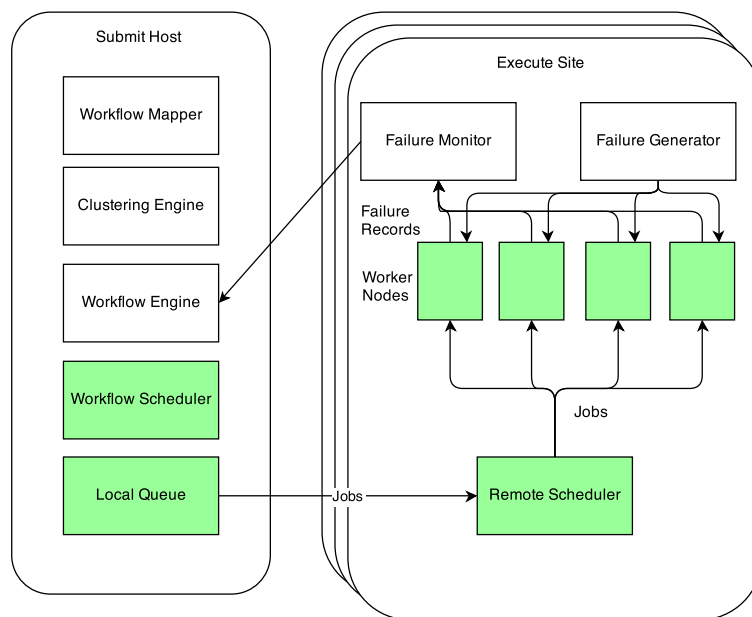 Submit Host
Workflow Mapper
Clustering Engine
Workflow Engine
Workflow Scheduler
Local Queue
Jobs
Execute Site
Failure Monitor
Failure Generator
Failure
Records
Worker
Nodes
Jobs
Remote Scheduler